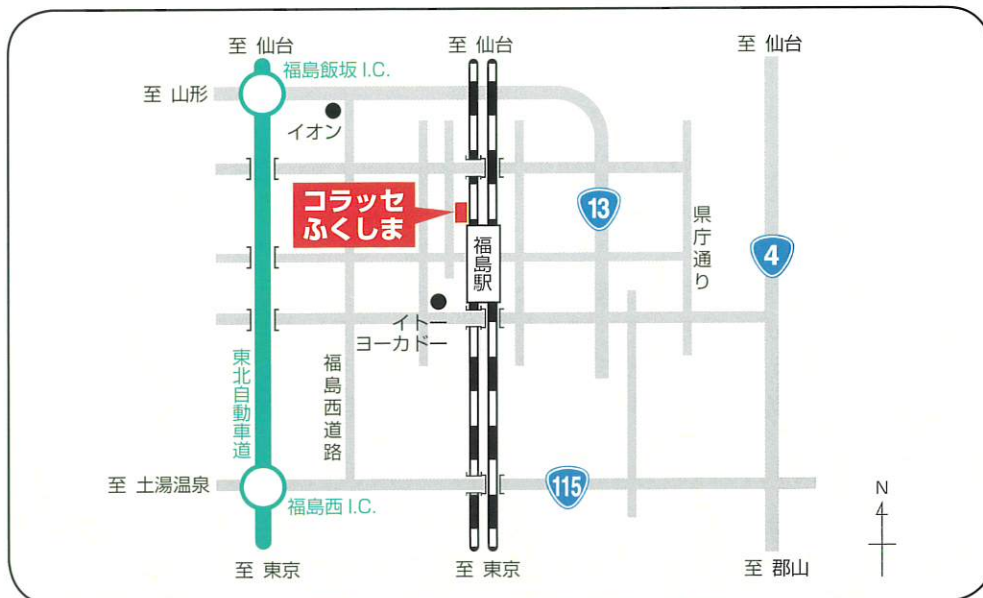 至 仙台
至 仙台
至 仙台
福島飯坂 I.C.
至 山形
イオン
コラッセ
ふくしま
13
県庁通り
4
福島駅
イトー
ヨーカドー
東北自動車道
福島西道路
至 土湯温泉
福島西 I.C.
115
N
至 東京
至 東京
至 郡山